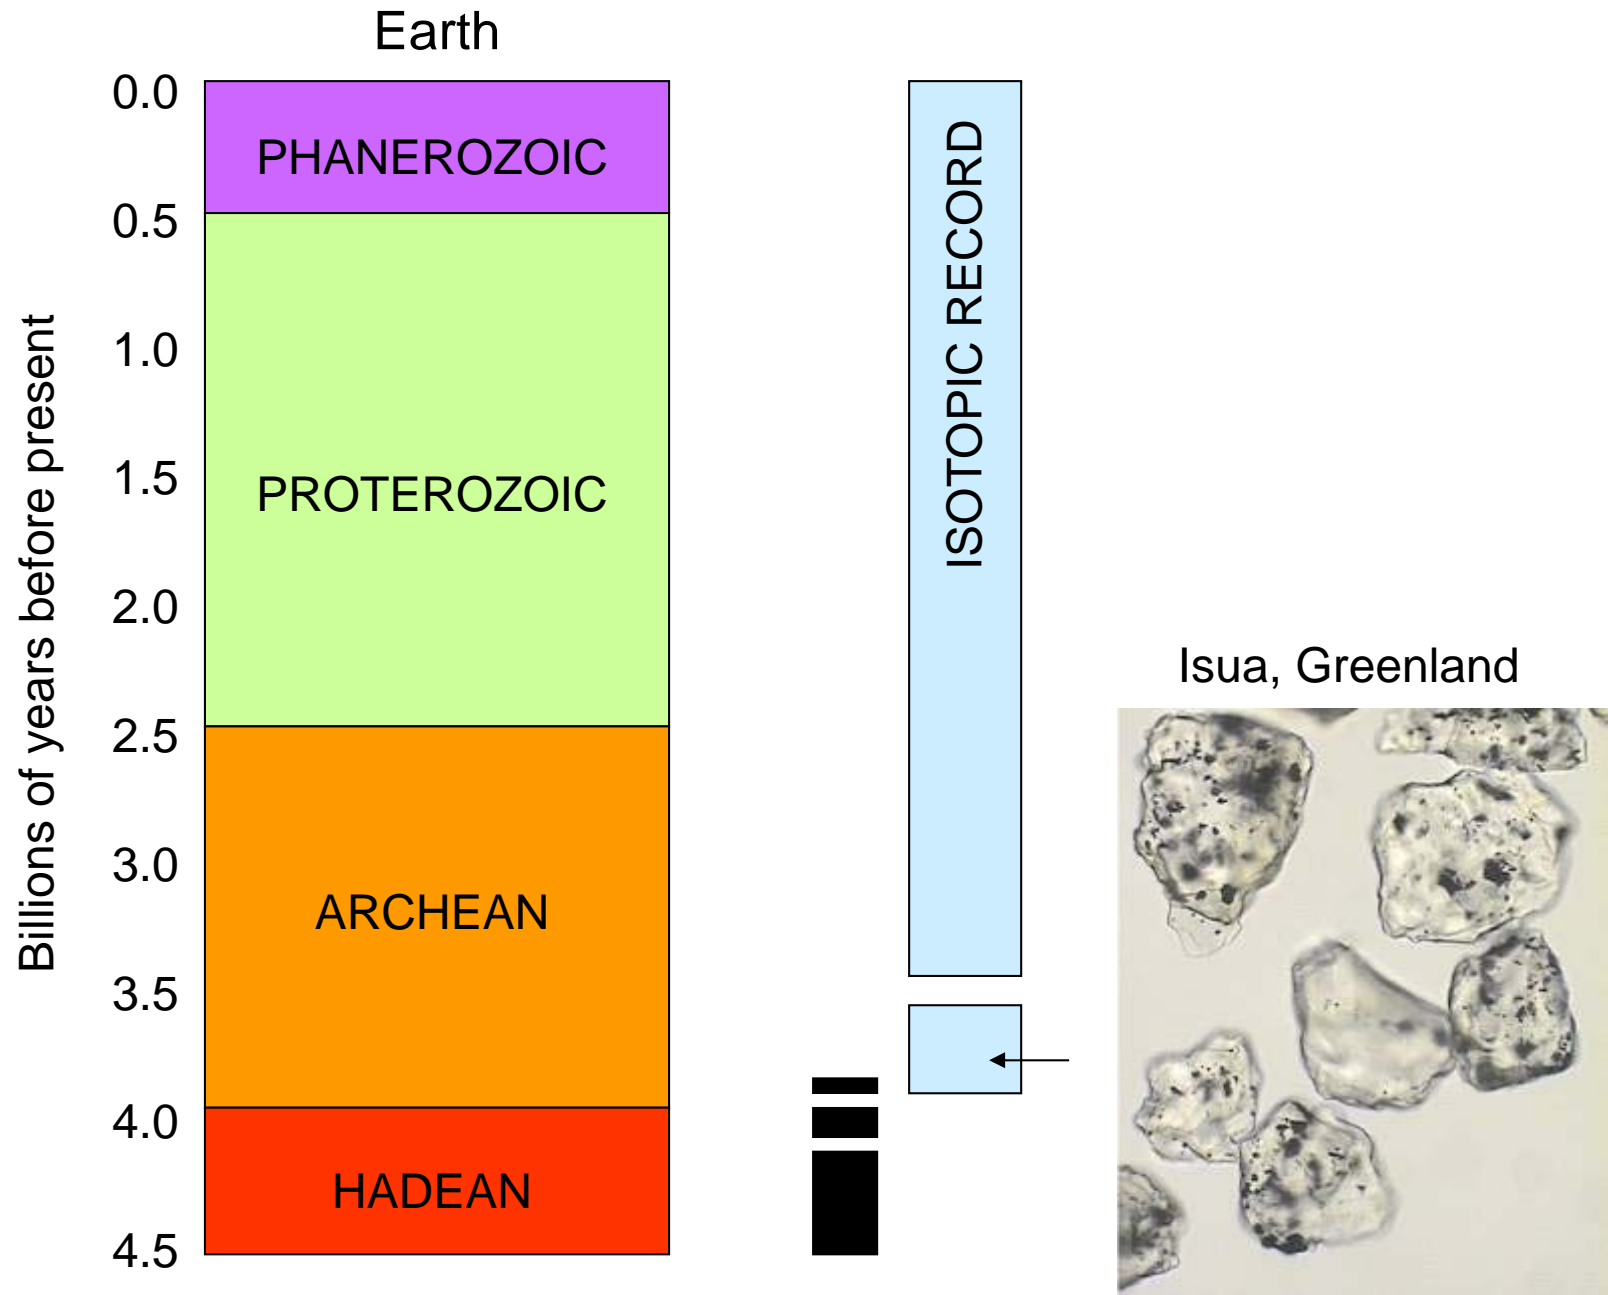 Earth
Billions of years before present
0.0
0.5
1.0
1.5
2.0
2.5
3.0
3.5
4.0
4.5
PHANEROZOIC
PROTEROZOIC
ARCHEAN
HADEAN
ISOTOPIC RECORD
Isua, Greenland